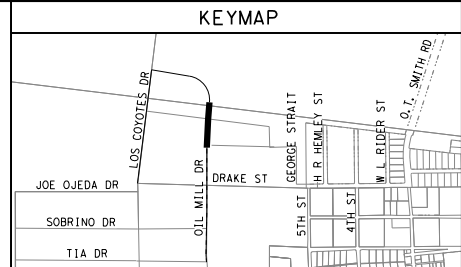 KEYMAP
LOS COYOTES DR
OIL MILL DR
GEORGE STRAIT
H R HEMLEY ST
W L RIDER ST
O.T. SMITH RD
JOE OJEDA DR
DRAKE ST
5TH ST
4TH ST
SOBRINO DR
TIA DR